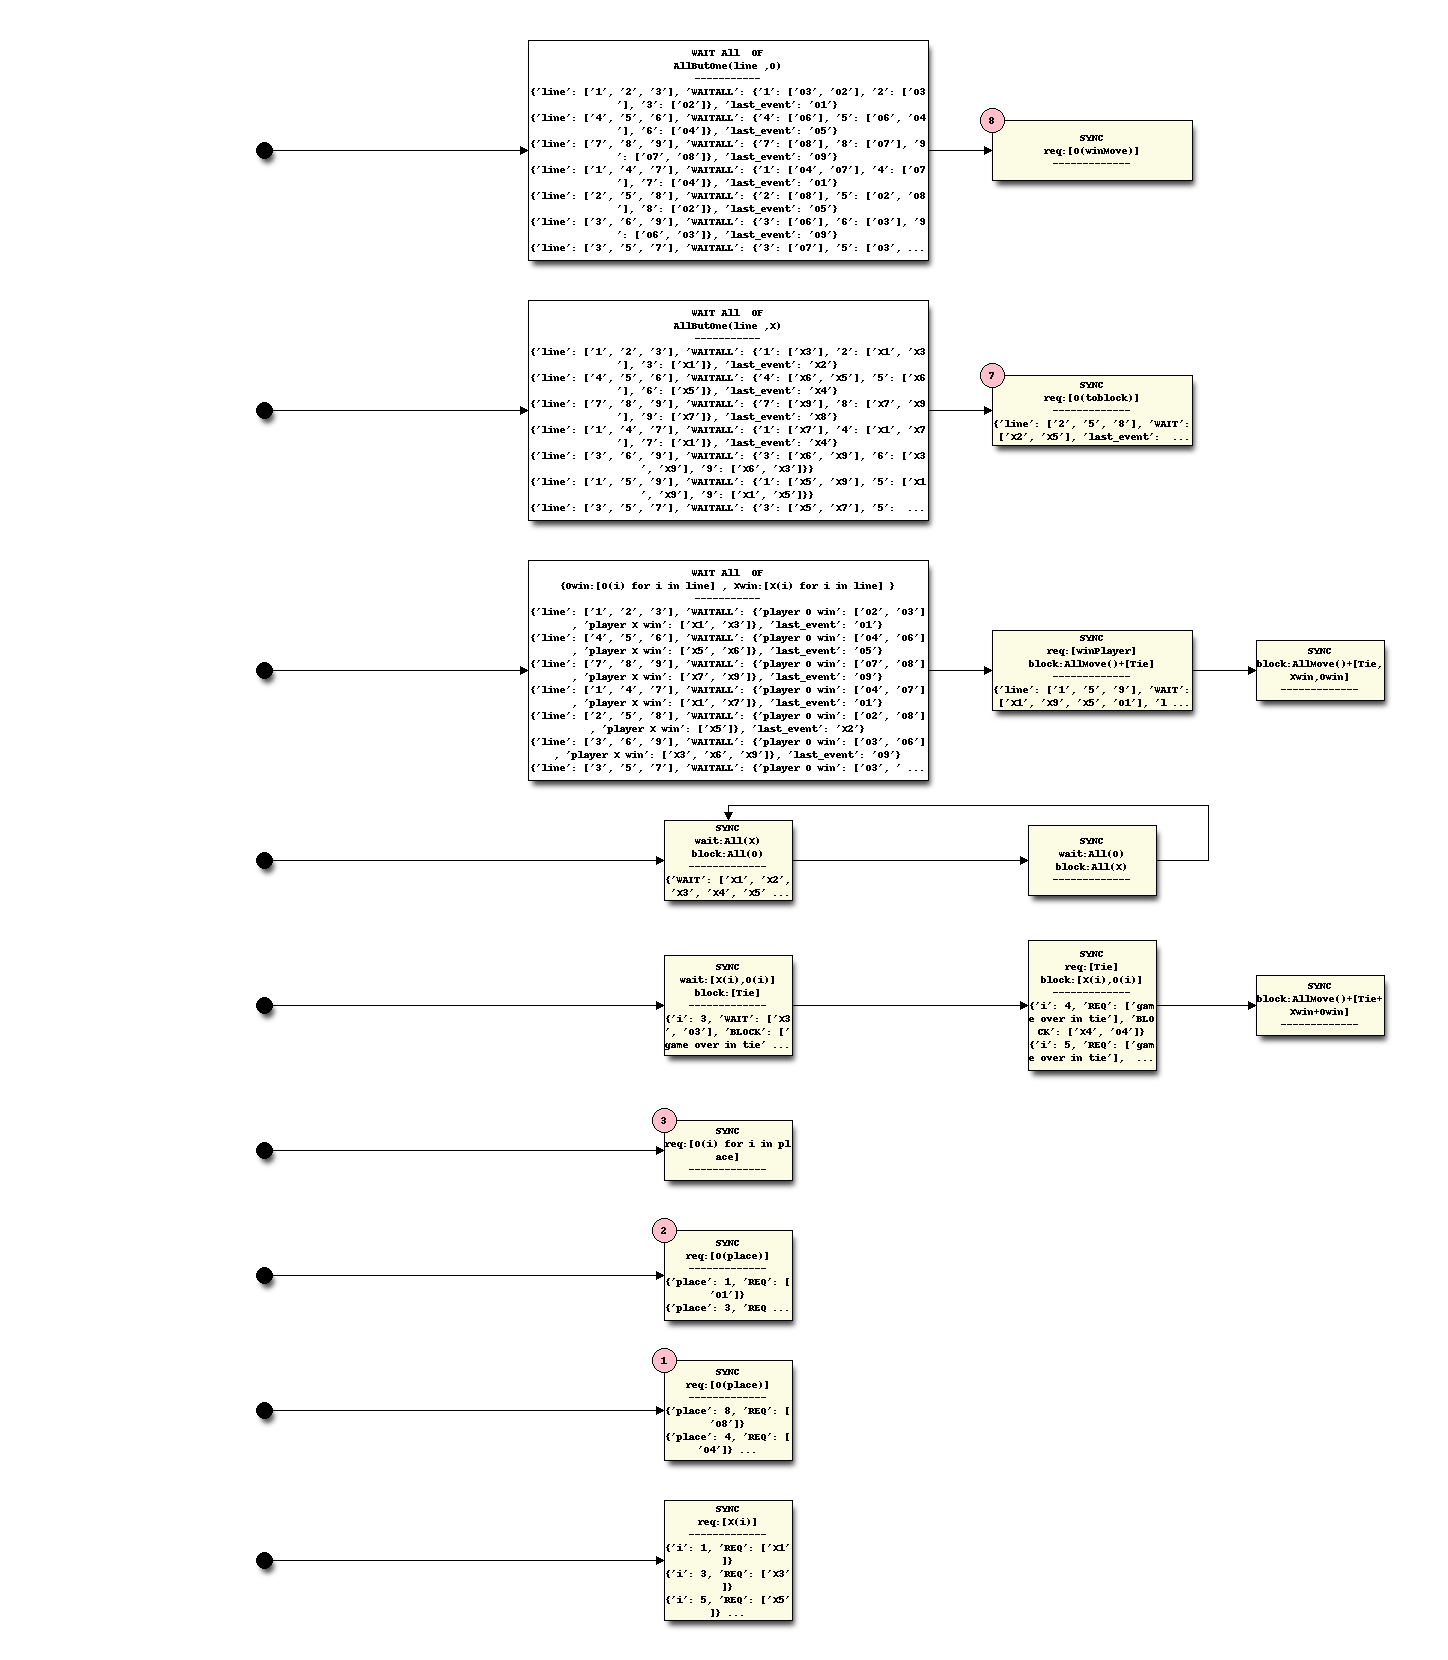 WAIT All  OF
AllButOne(line ,O)
-----------
{'line': ['1', '2', '3'], 'WAITALL': {'1': ['O3', 'O2'], '2': ['O3
'], '3': ['O2']}, 'last_event': 'O1'}
{'line': ['4', '5', '6'], 'WAITALL': {'4': ['O6'], '5': ['O6', 'O4
'], '6': ['O4']}, 'last_event': 'O5'}
{'line': ['7', '8', '9'], 'WAITALL': {'7': ['O8'], '8': ['O7'], '9
': ['O7', 'O8']}, 'last_event': 'O9'}
{'line': ['1', '4', '7'], 'WAITALL': {'1': ['O4', 'O7'], '4': ['O7
'], '7': ['O4']}, 'last_event': 'O1'}
{'line': ['2', '5', '8'], 'WAITALL': {'2': ['O8'], '5': ['O2', 'O8
'], '8': ['O2']}, 'last_event': 'O5'}
{'line': ['3', '6', '9'], 'WAITALL': {'3': ['O6'], '6': ['O3'], '9
': ['O6', 'O3']}, 'last_event': 'O9'}
{'line': ['3', '5', '7'], 'WAITALL': {'3': ['O7'], '5': ['O3', ...
8
SYNC
req:[O(winMove)]
-------------
WAIT All  OF
AllButOne(line ,X)
-----------
{'line': ['1', '2', '3'], 'WAITALL': {'1': ['X3'], '2': ['X1', 'X3
'], '3': ['X1']}, 'last_event': 'X2'}
{'line': ['4', '5', '6'], 'WAITALL': {'4': ['X6', 'X5'], '5': ['X6
'], '6': ['X5']}, 'last_event': 'X4'}
{'line': ['7', '8', '9'], 'WAITALL': {'7': ['X9'], '8': ['X7', 'X9
'], '9': ['X7']}, 'last_event': 'X8'}
{'line': ['1', '4', '7'], 'WAITALL': {'1': ['X7'], '4': ['X1', 'X7
'], '7': ['X1']}, 'last_event': 'X4'}
{'line': ['3', '6', '9'], 'WAITALL': {'3': ['X6', 'X9'], '6': ['X3
', 'X9'], '9': ['X6', 'X3']}}
{'line': ['1', '5', '9'], 'WAITALL': {'1': ['X5', 'X9'], '5': ['X1
', 'X9'], '9': ['X1', 'X5']}}
{'line': ['3', '5', '7'], 'WAITALL': {'3': ['X5', 'X7'], '5':  ...
7
SYNC
req:[O(toblock)]
-------------
{'line': ['2', '5', '8'], 'WAIT':
['X2', 'X5'], 'last_event':  ...
WAIT All  OF
{Owin:[O(i) for i in line] , Xwin:[X(i) for i in line] }
-----------
{'line': ['1', '2', '3'], 'WAITALL': {'player O win': ['O2', 'O3']
, 'player X win': ['X1', 'X3']}, 'last_event': 'O1'}
{'line': ['4', '5', '6'], 'WAITALL': {'player O win': ['O4', 'O6']
, 'player X win': ['X5', 'X6']}, 'last_event': 'O5'}
{'line': ['7', '8', '9'], 'WAITALL': {'player O win': ['O7', 'O8']
, 'player X win': ['X7', 'X9']}, 'last_event': 'O9'}
{'line': ['1', '4', '7'], 'WAITALL': {'player O win': ['O4', 'O7']
, 'player X win': ['X1', 'X7']}, 'last_event': 'O1'}
{'line': ['2', '5', '8'], 'WAITALL': {'player O win': ['O2', 'O8']
, 'player X win': ['X5']}, 'last_event': 'X2'}
{'line': ['3', '6', '9'], 'WAITALL': {'player O win': ['O3', 'O6']
, 'player X win': ['X3', 'X6', 'X9']}, 'last_event': 'O9'}
{'line': ['3', '5', '7'], 'WAITALL': {'player O win': ['O3', ' ...
SYNC
req:[winPlayer]
block:AllMove()+[Tie]
-------------
{'line': ['1', '5', '9'], 'WAIT':
['X1', 'X9', 'X5', 'O1'], 'l ...
SYNC
block:AllMove()+[Tie,
Xwin,Owin]
-------------
SYNC
wait:All(X)
block:All(O)
-------------
{'WAIT': ['X1', 'X2',
'X3', 'X4', 'X5' ...
SYNC
wait:All(O)
block:All(X)
-------------
SYNC
wait:[X(i),O(i)]
block:[Tie]
-------------
{'i': 3, 'WAIT': ['X3
', 'O3'], 'BLOCK': ['
game over in tie' ...
SYNC
req:[Tie]
block:[X(i),O(i)]
-------------
{'i': 4, 'REQ': ['gam
e over in tie'], 'BLO
CK': ['X4', 'O4']}
{'i': 5, 'REQ': ['gam
e over in tie'],  ...
SYNC
block:AllMove()+[Tie+
Xwin+Owin]
-------------
3
SYNC
req:[O(i) for i in pl
ace]
-------------
2
SYNC
req:[O(place)]
-------------
{'place': 1, 'REQ': [
'O1']}
{'place': 3, 'REQ ...
1
SYNC
req:[O(place)]
-------------
{'place': 8, 'REQ': [
'O8']}
{'place': 4, 'REQ': [
'O4']} ...
SYNC
req:[X(i)]
-------------
{'i': 1, 'REQ': ['X1'
]}
{'i': 3, 'REQ': ['X3'
]}
{'i': 5, 'REQ': ['X5'
]} ...